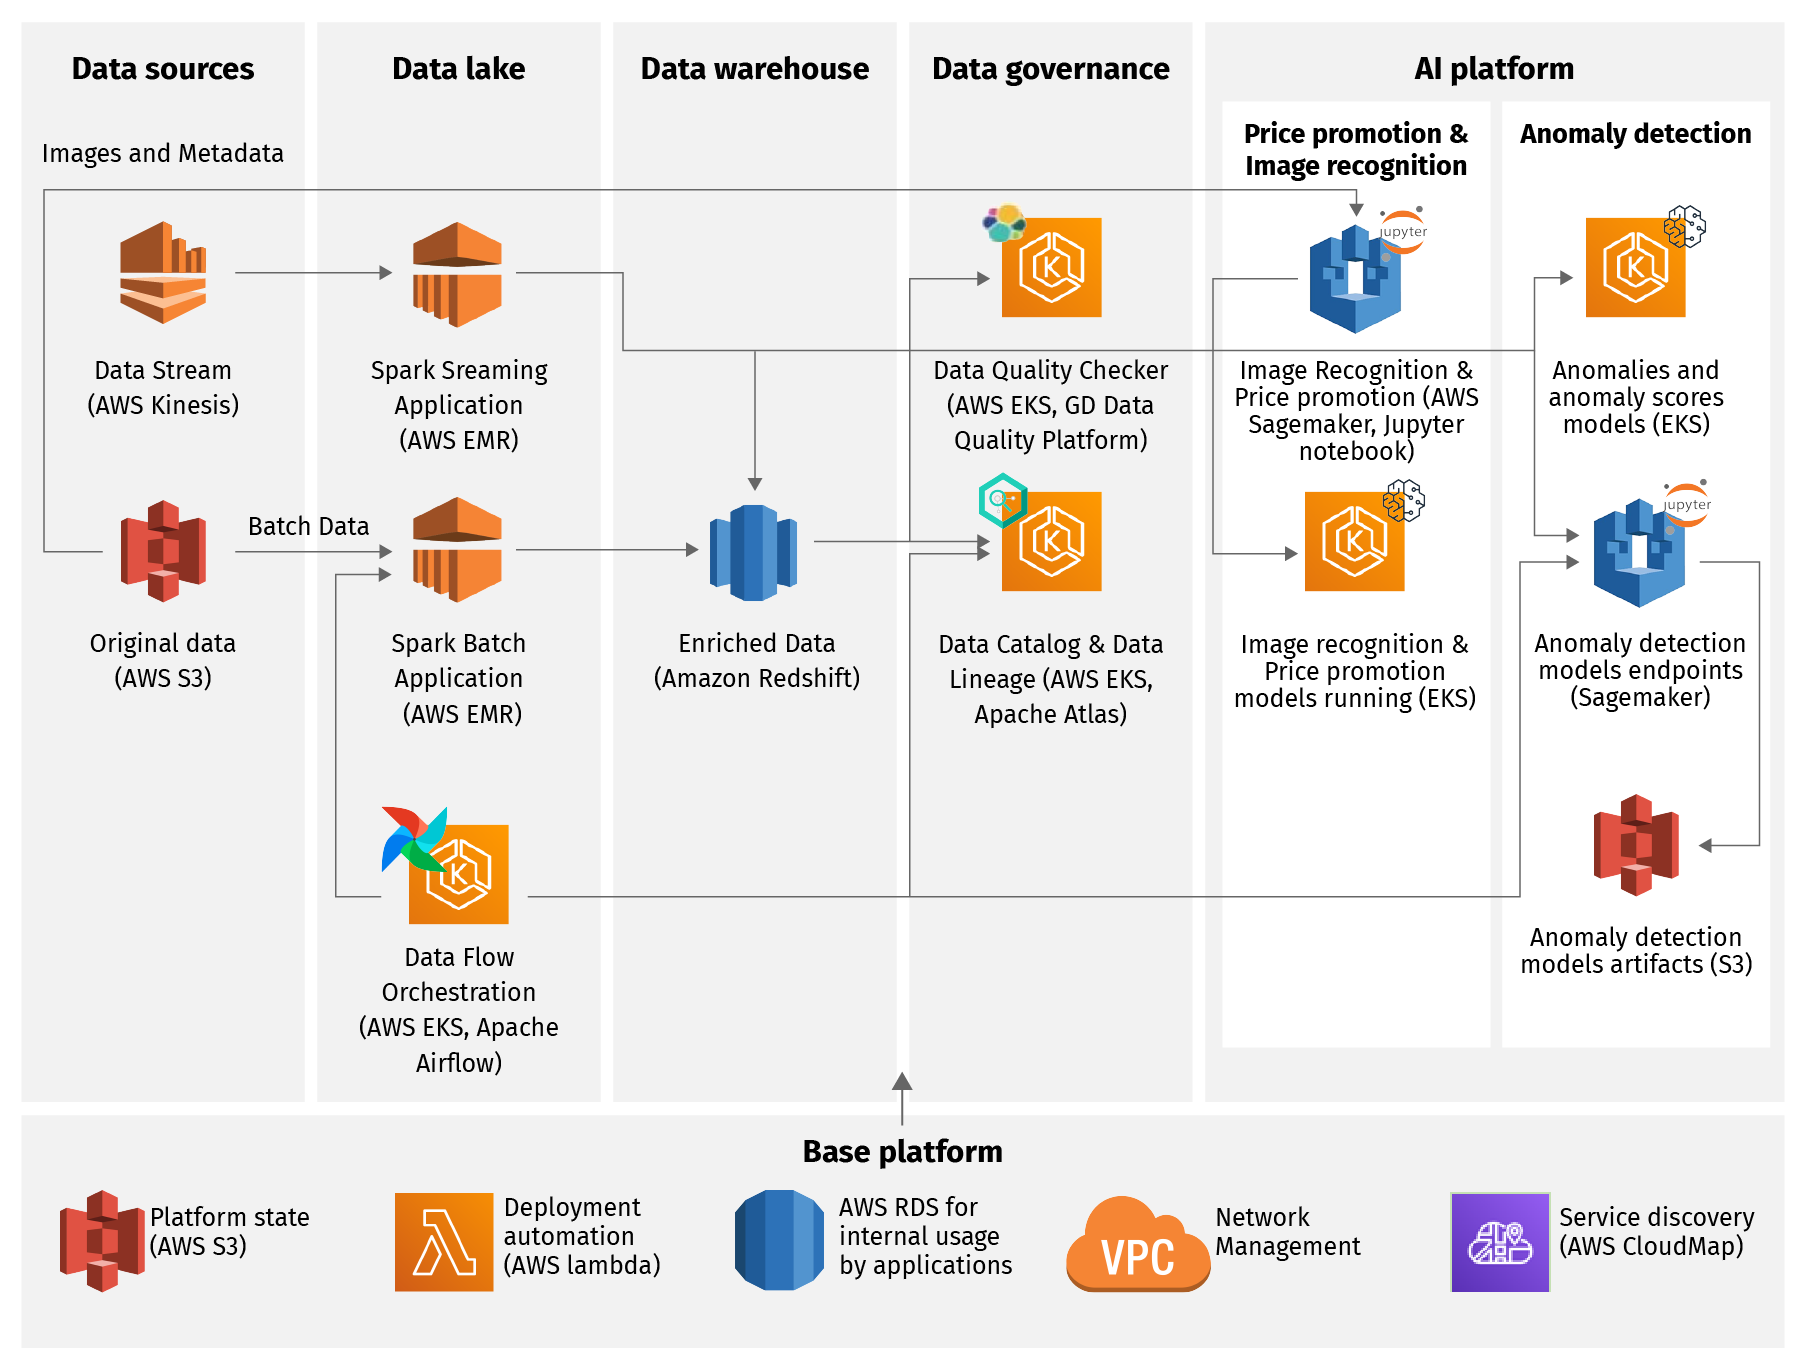 Data sources
Data lake
Data warehouse
Data governance
AI platform
Price promotion &
Image recognition
Anomaly detection
Images and Metadata
jupyter
Data Stream
(AWS Kinesis)
Spark Sreaming
Application
(AWS EMR)
K
Data Quality Checker
(AWS EKS, GD Data
Quality Platform)
Image Recognition &
Price promotion (AWS
Sagemaker, Jupyter
notebook)
K
Anomalies and
anomaly scores
models (EKS)
Batch Data
Original data
(AWS S3)
Spark Batch
Application
(AWS EMR)
Enriched Data
(Amazon Redshift)
K
Data Catalog & Data
Lineage (AWS EKS,
Apache Atlas)
K
Image recognition &
Price promotion
models running (EKS)
jupyter
Anomaly detection
models endpoints
(Sagemaker)
K
Data Flow
Orchestration
(AWS EKS, Apache
Airflow)
Anomaly detection
models artifacts (S3)
Base platform
Platform state
(AWS S3)
Deployment
automation
(AWS lambda)
AWS RDS for
internal usage
by applications
VPC
Network
Management
Service discovery
(AWS CloudMap)